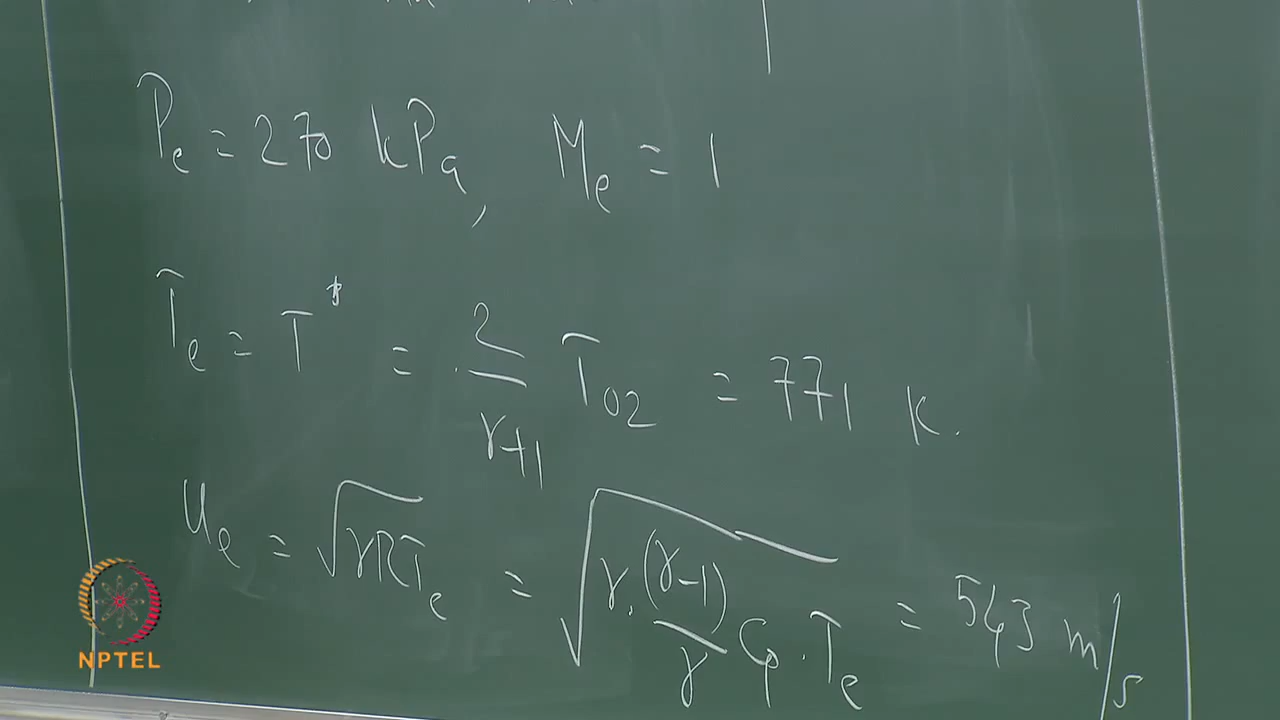 Pe = 270 kPa, Me = 1
Te = T* = 2/(γ+1) T02 = 771 K.
ue = √(γRTe) = √(γ.(γ-1)/γ Cp.Te) = 543 m/s
NPTEL